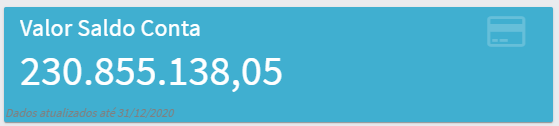 Valor Saldo Conta
230.855.138,05
Dados atualizados até 31/12/2020